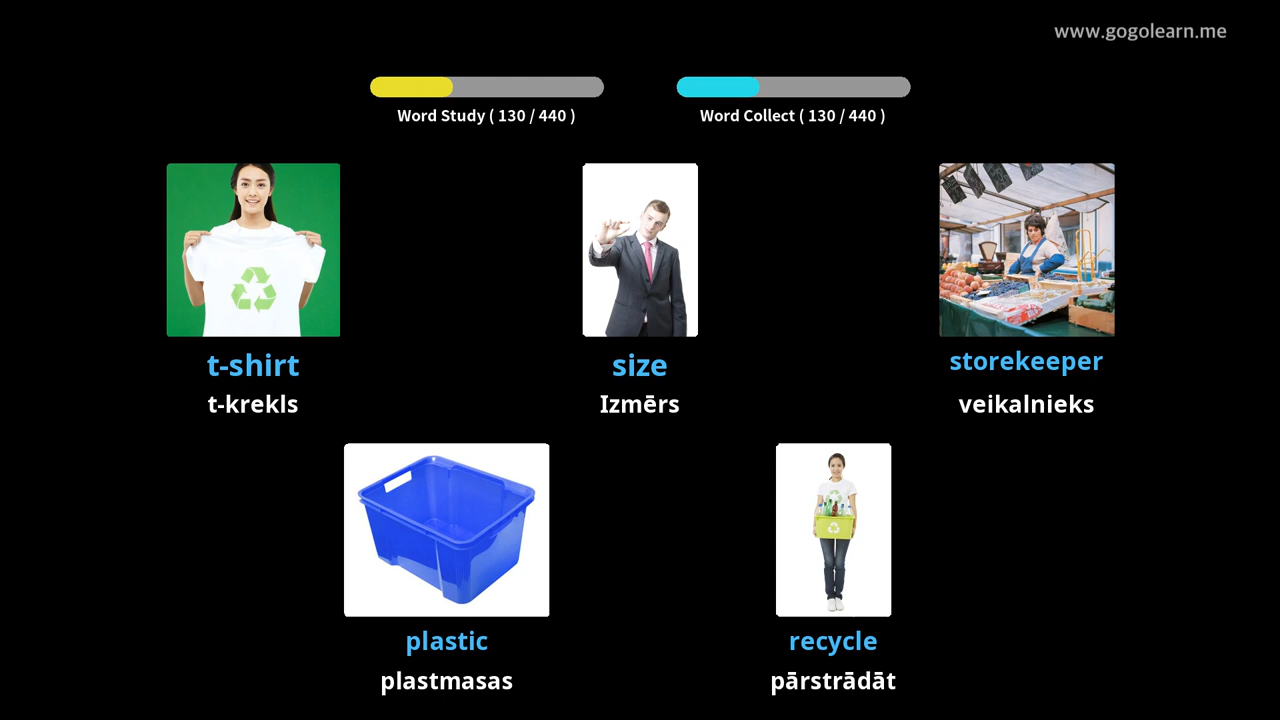 www.gogolearn.me
Word Study ( 130 / 440 )
Word Collect ( 130 / 440 )
t-shirt
t-krekls
size
Izmērs
storekeeper
veikalnieks
plastic
plastmasas
recycle
pārstrādāt